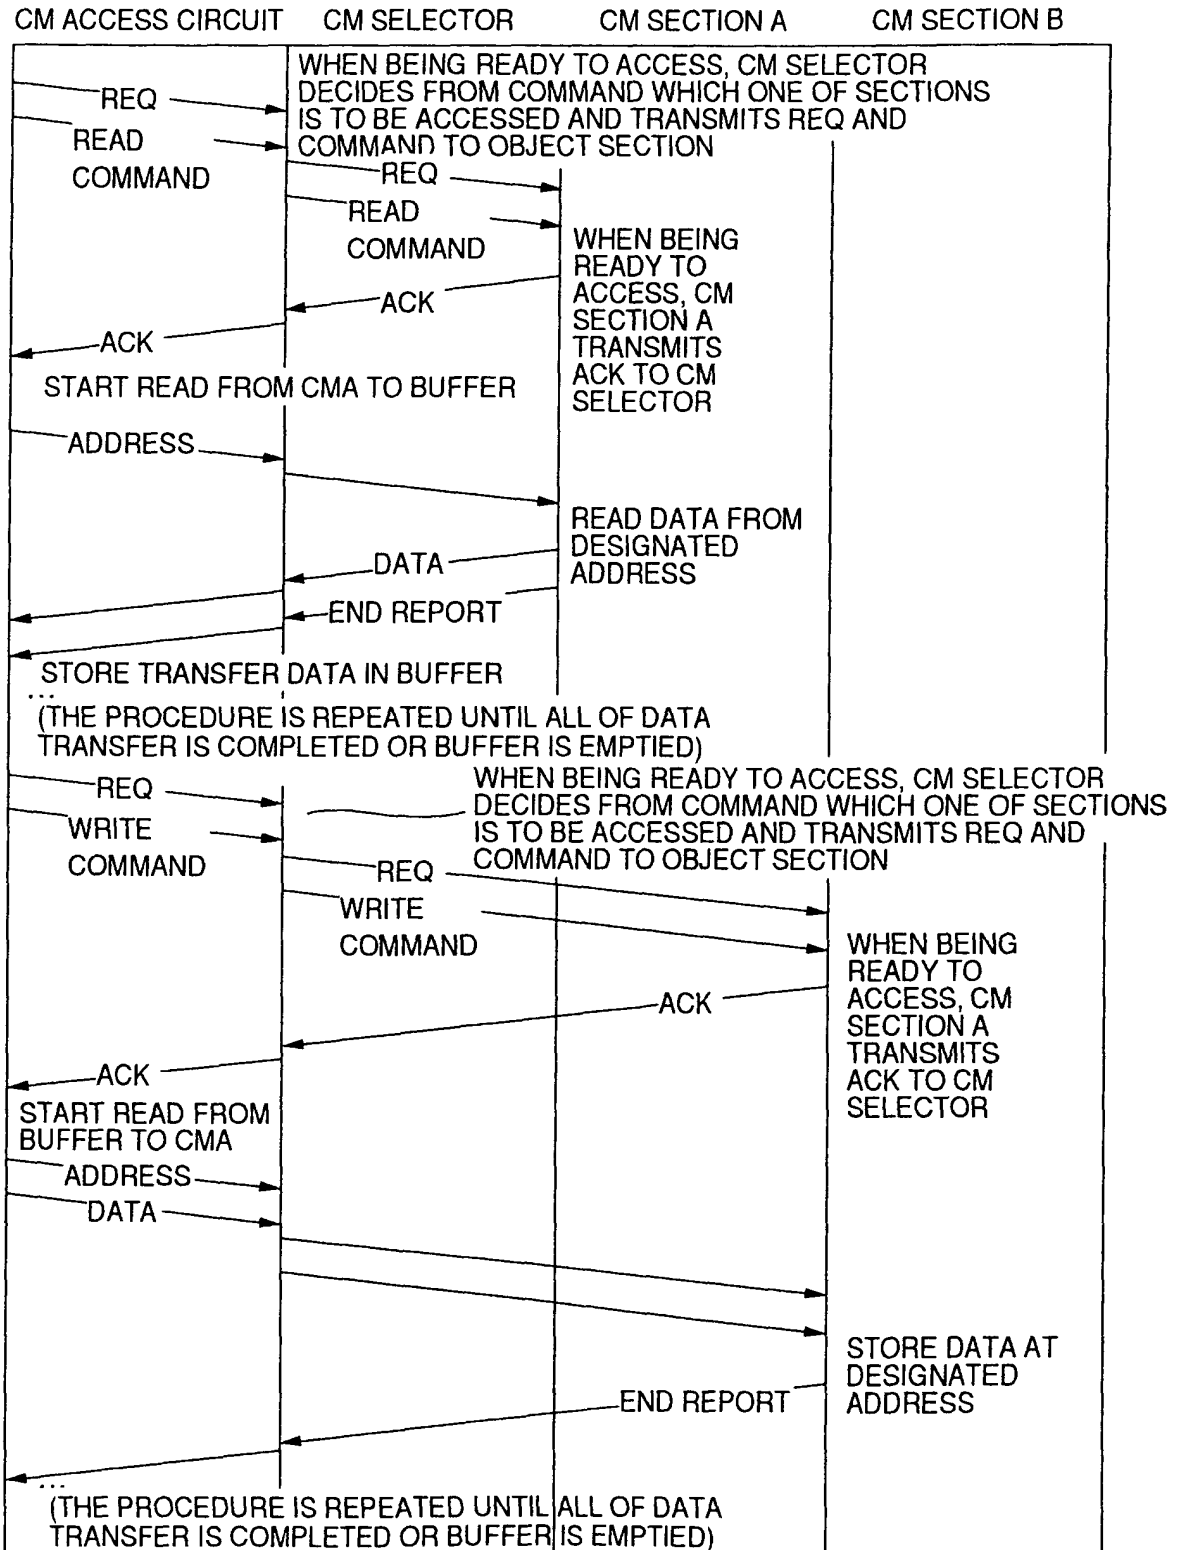 CM ACCESS CIRCUIT CM SELECTOR CM SECTION A CM SECTION B
WHEN BEING READY TO ACCESS, CM SELECTOR
DECIDES FROM COMMAND WHICH ONE OF SECTIONS
IS TO BE ACCESSED AND TRANSMITS REQ AND
COMMAND TO OBJECT SECTION
REQ
READ
COMMAND
REQ
READ
COMMAND
WHEN BEING
READY TO
ACCESS, CM
SECTION A
TRANSMITS
ACK TO CM
SELECTOR
ACK
ACK
START READ FROM CMA TO BUFFER
ADDRESS
READ DATA FROM
DESIGNATED
ADDRESS
DATA
END REPORT
STORE TRANSFER DATA IN BUFFER
...
(THE PROCEDURE IS REPEATED UNTIL ALL OF DATA
TRANSFER IS COMPLETED OR BUFFER IS EMPTIED)
REQ
WRITE
COMMAND
WHEN BEING READY TO ACCESS, CM SELECTOR
DECIDES FROM COMMAND WHICH ONE OF SECTIONS
IS TO BE ACCESSED AND TRANSMITS REQ AND
COMMAND TO OBJECT SECTION
REQ
WRITE
COMMAND
WHEN BEING
READY TO
ACCESS, CM
SECTION A
TRANSMITS
ACK TO CM
SELECTOR
ACK
ACK
START READ FROM
BUFFER TO CMA
ADDRESS
DATA
STORE DATA AT
DESIGNATED
ADDRESS
END REPORT
...
(THE PROCEDURE IS REPEATED UNTIL ALL OF DATA
TRANSFER IS COMPLETED OR BUFFER IS EMPTIED)